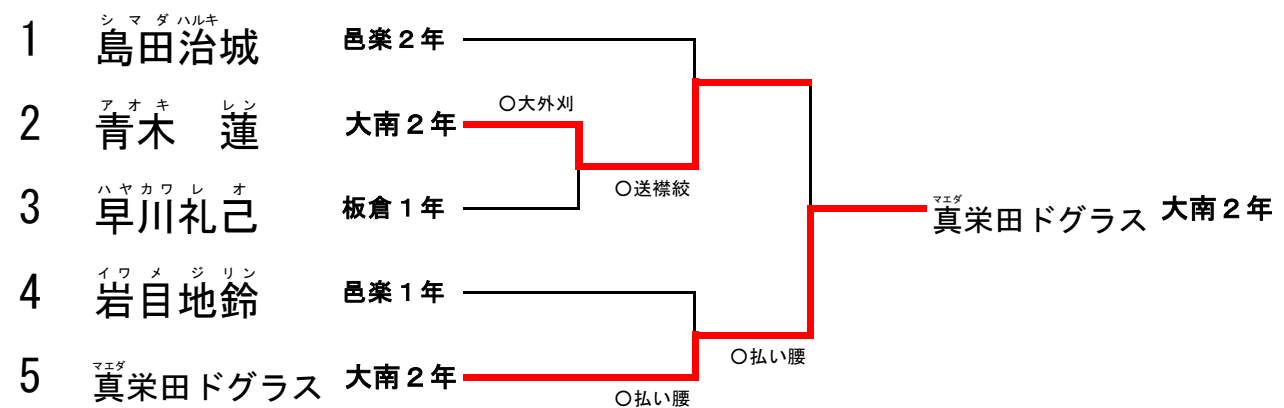 シマダ ハルキ
1 島田治城 邑楽2年
アオキ レン
2 青木 蓮 大南2年
〇大外刈
〇送襟絞
ハヤカワ レオ
3 早川礼己 板倉1年
マエダ
真栄田ドグラス 大南2年
イワメジ リン
4 岩目地鈴 邑楽1年
〇払い腰
マエダ
5 真栄田ドグラス 大南2年
〇払い腰